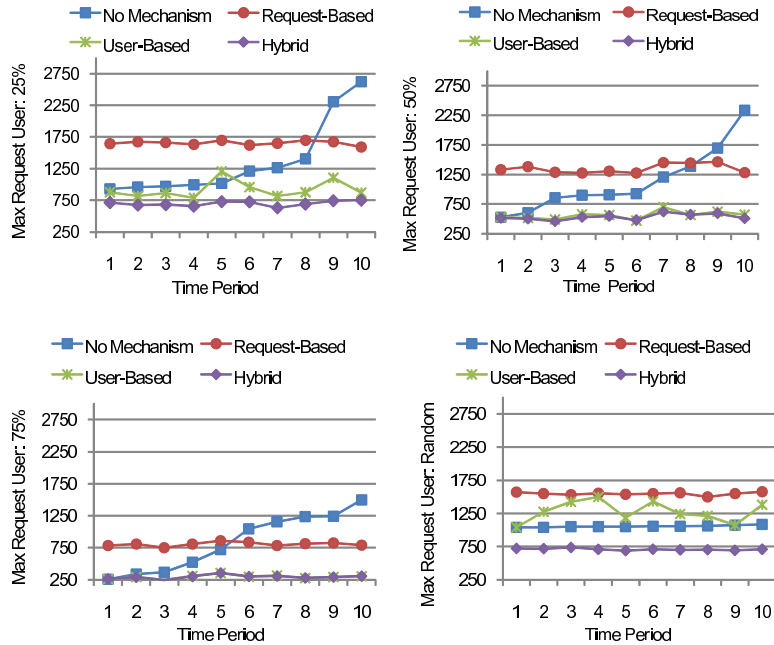 No Mechanism Request-Based
User-Based Hybrid
Max Request User: 25%
2750
2250
1750
1250
750
250
1 2 3 4 5 6 7 8 9 10
Time Period
No Mechanism Request-Based
User-Based Hybrid
Max Request User: 50%
2750
2250
1750
1250
750
250
1 2 3 4 5 6 7 8 9 10
Time Period
No Mechanism Request-Based
User-Based Hybrid
Max Request User: 75%
2750
2250
1750
1250
750
250
1 2 3 4 5 6 7 8 9 10
Time Period
No Mechanism Request-Based
User-Based Hybrid
Max Request User: Random
2750
2250
1750
1250
750
250
1 2 3 4 5 6 7 8 9 10
Time Period